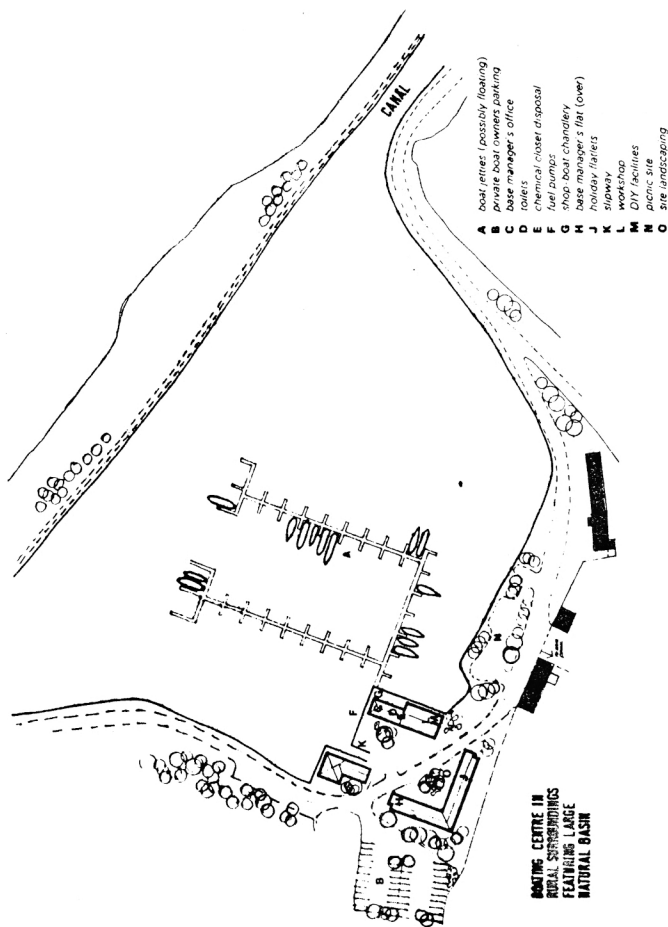 CANAL
A boat jetties (possibly floating)
B private boat owners parking
C base manager s office
D toilets
E chemical closet disposal
F fuel pumps
G shop-boat chandlery
H base manager s flat (over)
J holiday flatlets
K slipway
L workshop
M DIY facilities
N picnic site
O site landscaping
A
F
K
H
J
B
BOATING CENTRE IN
RURAL SURROUNDINGS
FEATURING LARGE
NATURAL BASIN